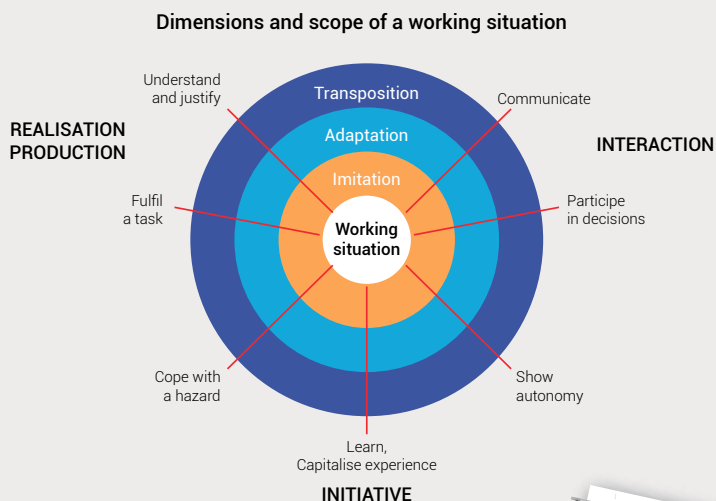 Dimensions and scope of a working situation
Understand
and justify
Transposition
Communicate
REALISATION
PRODUCTION
Adaptation
INTERACTION
Imitation
Fulfil
a task
Working
situation
Participe
in decisions
Cope with
a hazard
Show
autonomy
Learn,
Capitalise experience
INITIATIVE